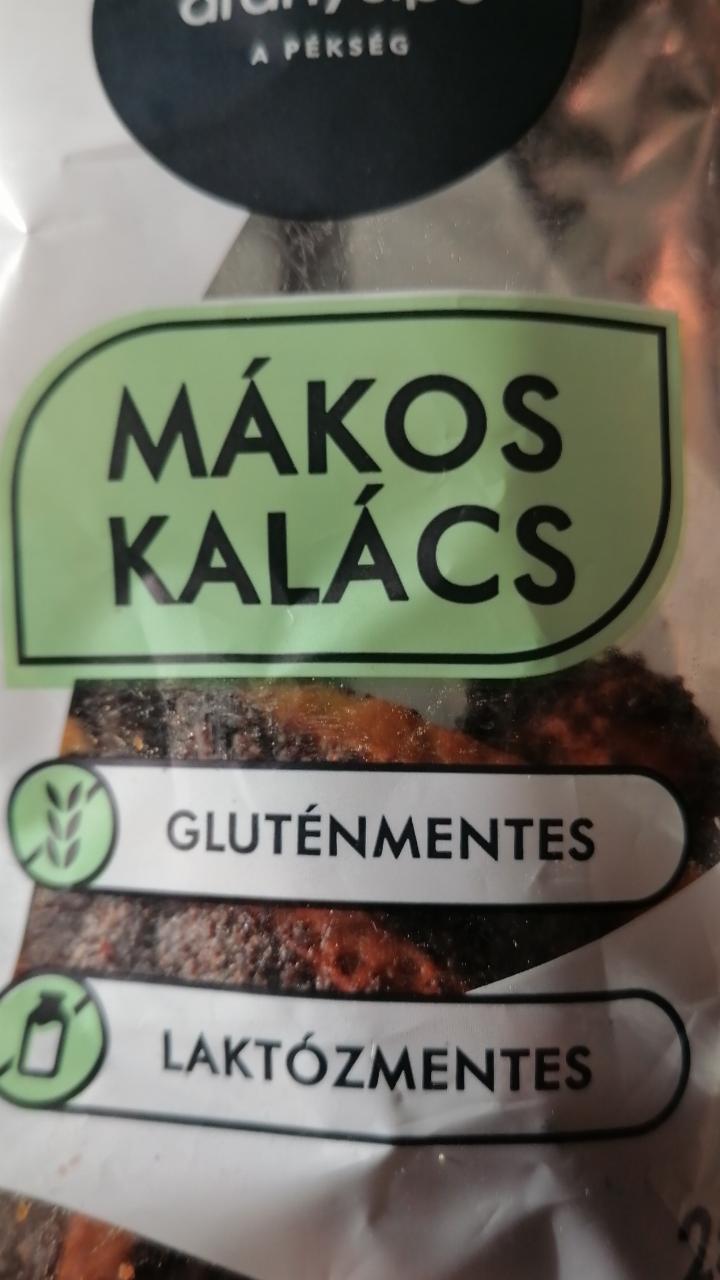 A PÉKSÉG
MÁKOS
KALÁCS
GLUTÉNMENTES
LAKTÓZMENTES